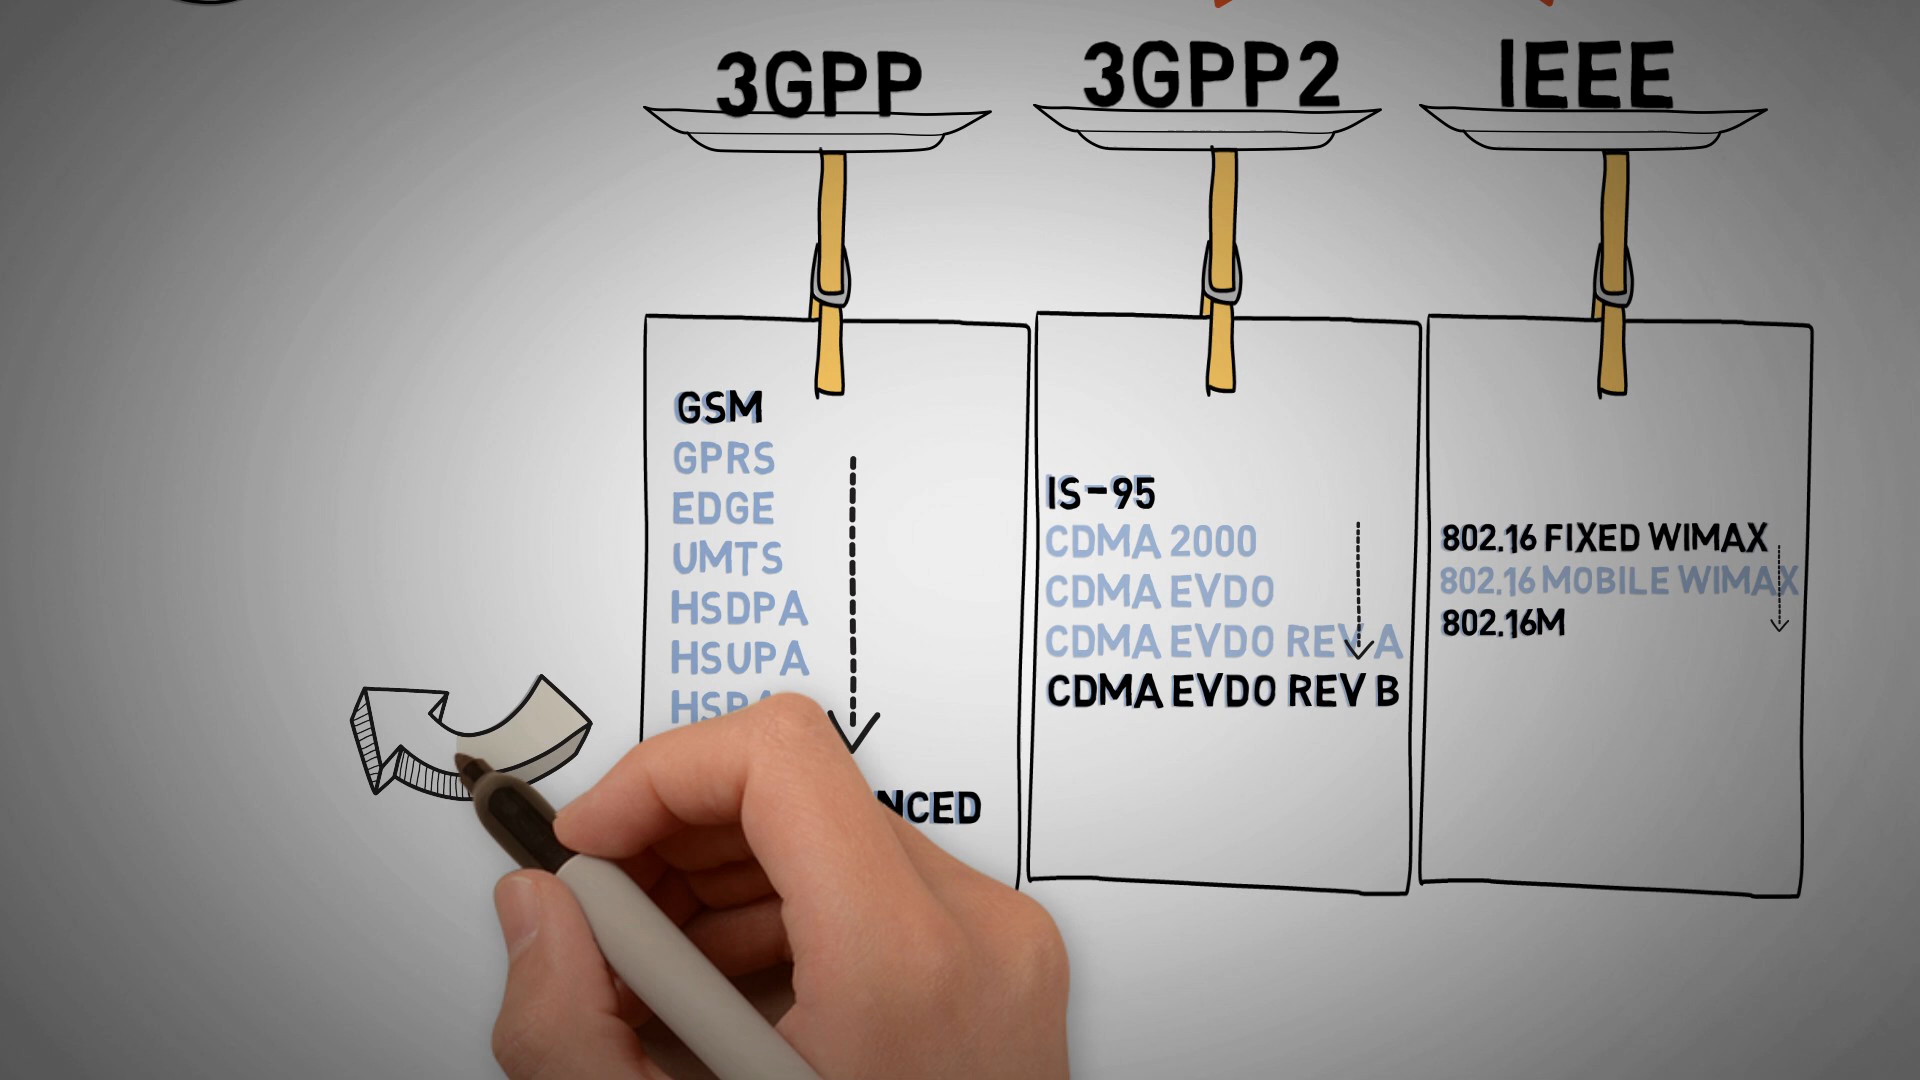 3GPP
3GPP2
IEEE
GSM
GPRS
EDGE
UMTS
HSDPA
HSUPA
IS-95
CDMA 2000
CDMA EVDO
CDMA EVDO REV A
CDMA EVDO REV B
802.16 FIXED WIMAX
802.16 MOBILE WIMAX
802.16M